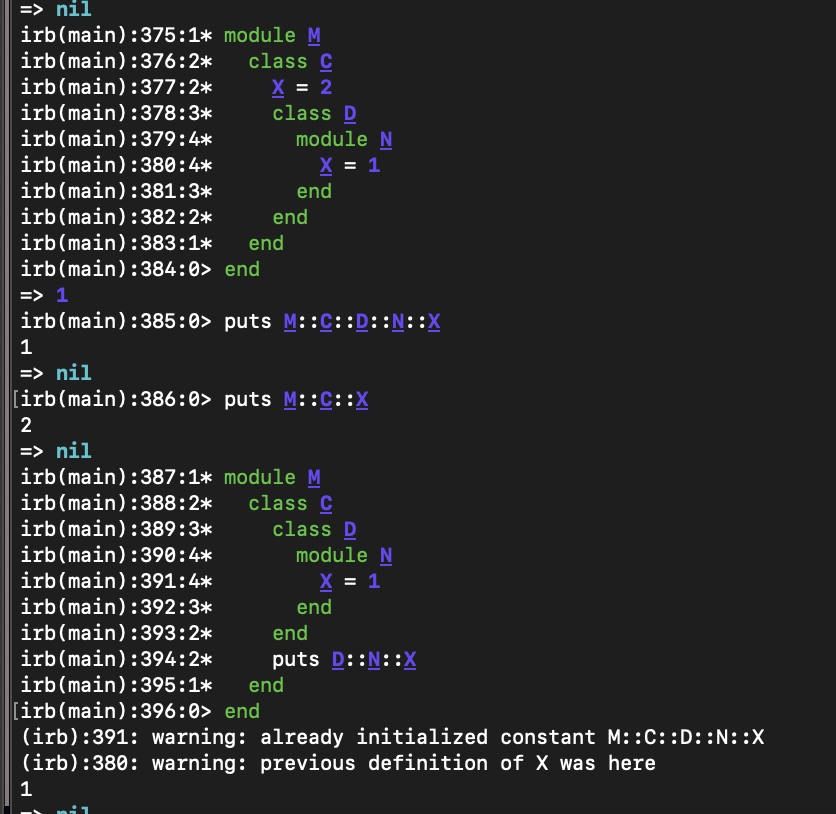 => nil
irb(main):375:1* module M
irb(main):376:2*   class C
irb(main):377:2*     X = 2
irb(main):378:3*     class D
irb(main):379:4*       module N
irb(main):380:4*         X = 1
irb(main):381:3*       end
irb(main):382:2*     end
irb(main):383:1*   end
irb(main):384:0> end
=> 1
irb(main):385:0> puts M::C::D::N::X
1
=> nil
[irb(main):386:0> puts M::C::X
2
=> nil
irb(main):387:1* module M
irb(main):388:2*   class C
irb(main):389:3*     class D
irb(main):390:4*       module N
irb(main):391:4*         X = 1
irb(main):392:3*       end
irb(main):393:2*     end
irb(main):394:2*     puts D::N::X
irb(main):395:1*   end
[irb(main):396:0> end
(irb):391: warning: already initialized constant M::C::D::N::X
(irb):380: warning: previous definition of X was here
1
=> nil